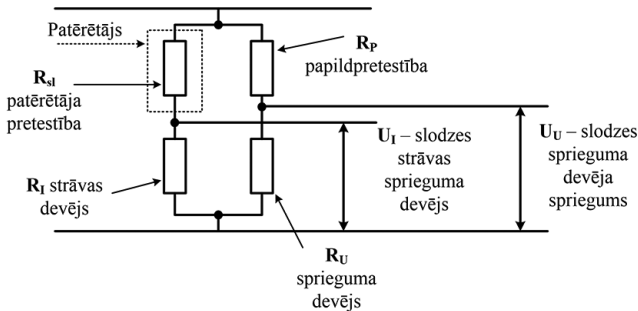 Patērētājs
R_sl
patērētāja
pretestība
R_P
papildpretestība
R_I strāvas
devējs
U_I – slodzes
strāvas
sprieguma
devējs
U_U – slodzes
sprieguma
devēja
spriegums
R_U
sprieguma
devējs